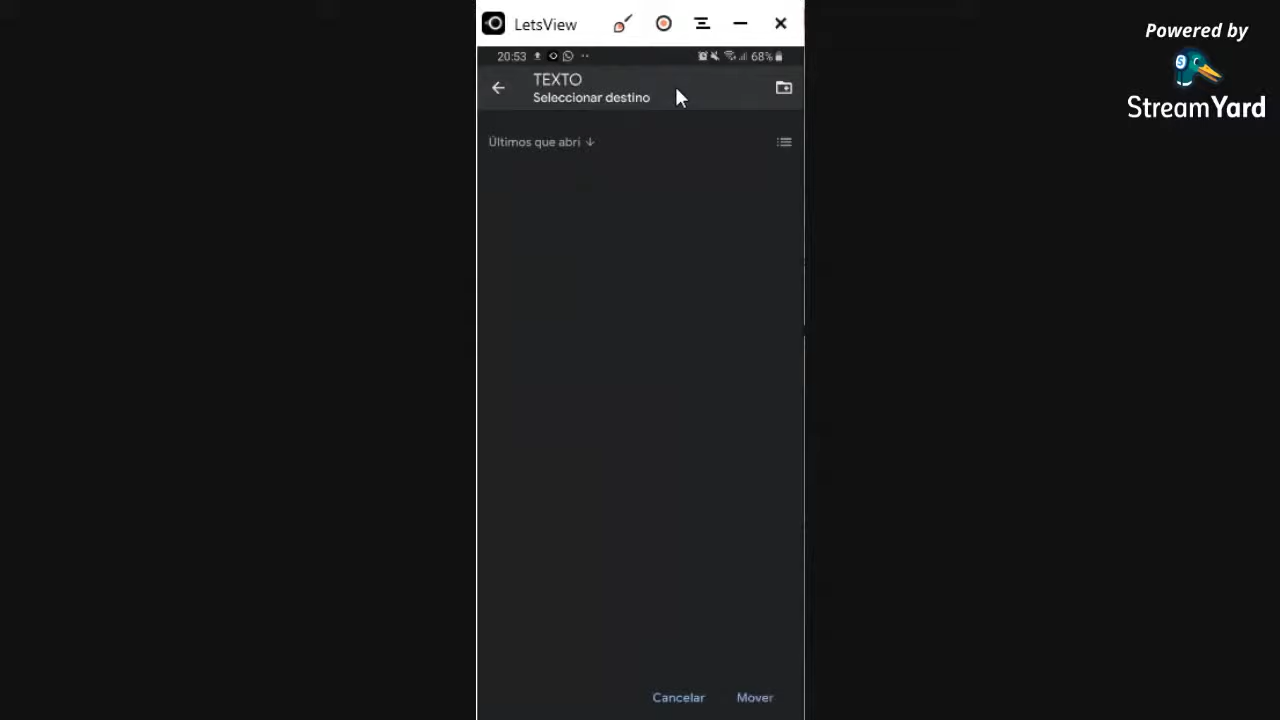 LetsView
Powered by
StreamYard
20:53
68%
TEXTO
Seleccionar destino
Últimos que abrí ↓
Cancelar
Mover